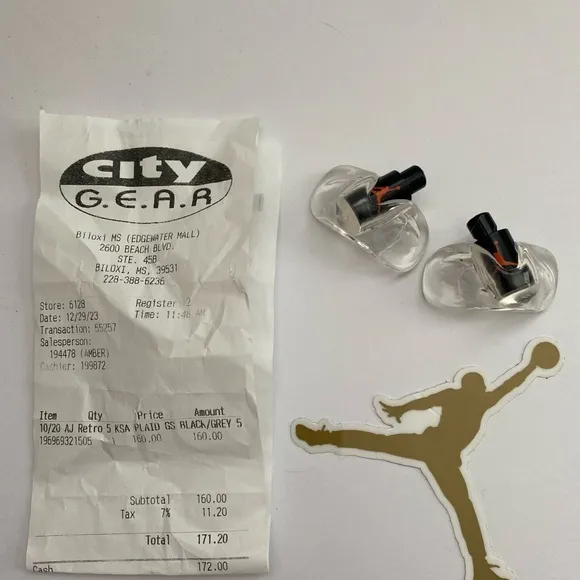 city
G.E.A.R
Biloxi MS (EDGEWATER MALL)
2600 BEACH BLVD.
STE. 45B
BILOXI, MS, 39531
228-388-6236
Store: 6128 Register: 2
Date: 12/29/23 Time: 11:46 AM
Transaction: 55257
Salesperson:
194478 (AMBER)
Cashier: 199872
Item Qty Price Amount
10/20 AJ Retro 5 KSA PLAID GS BLACK/GREY 5
196969321505 1 160.00 160.00
Subtotal 160.00
Tax 7% 11.20
Total 171.20
Cash 172.00